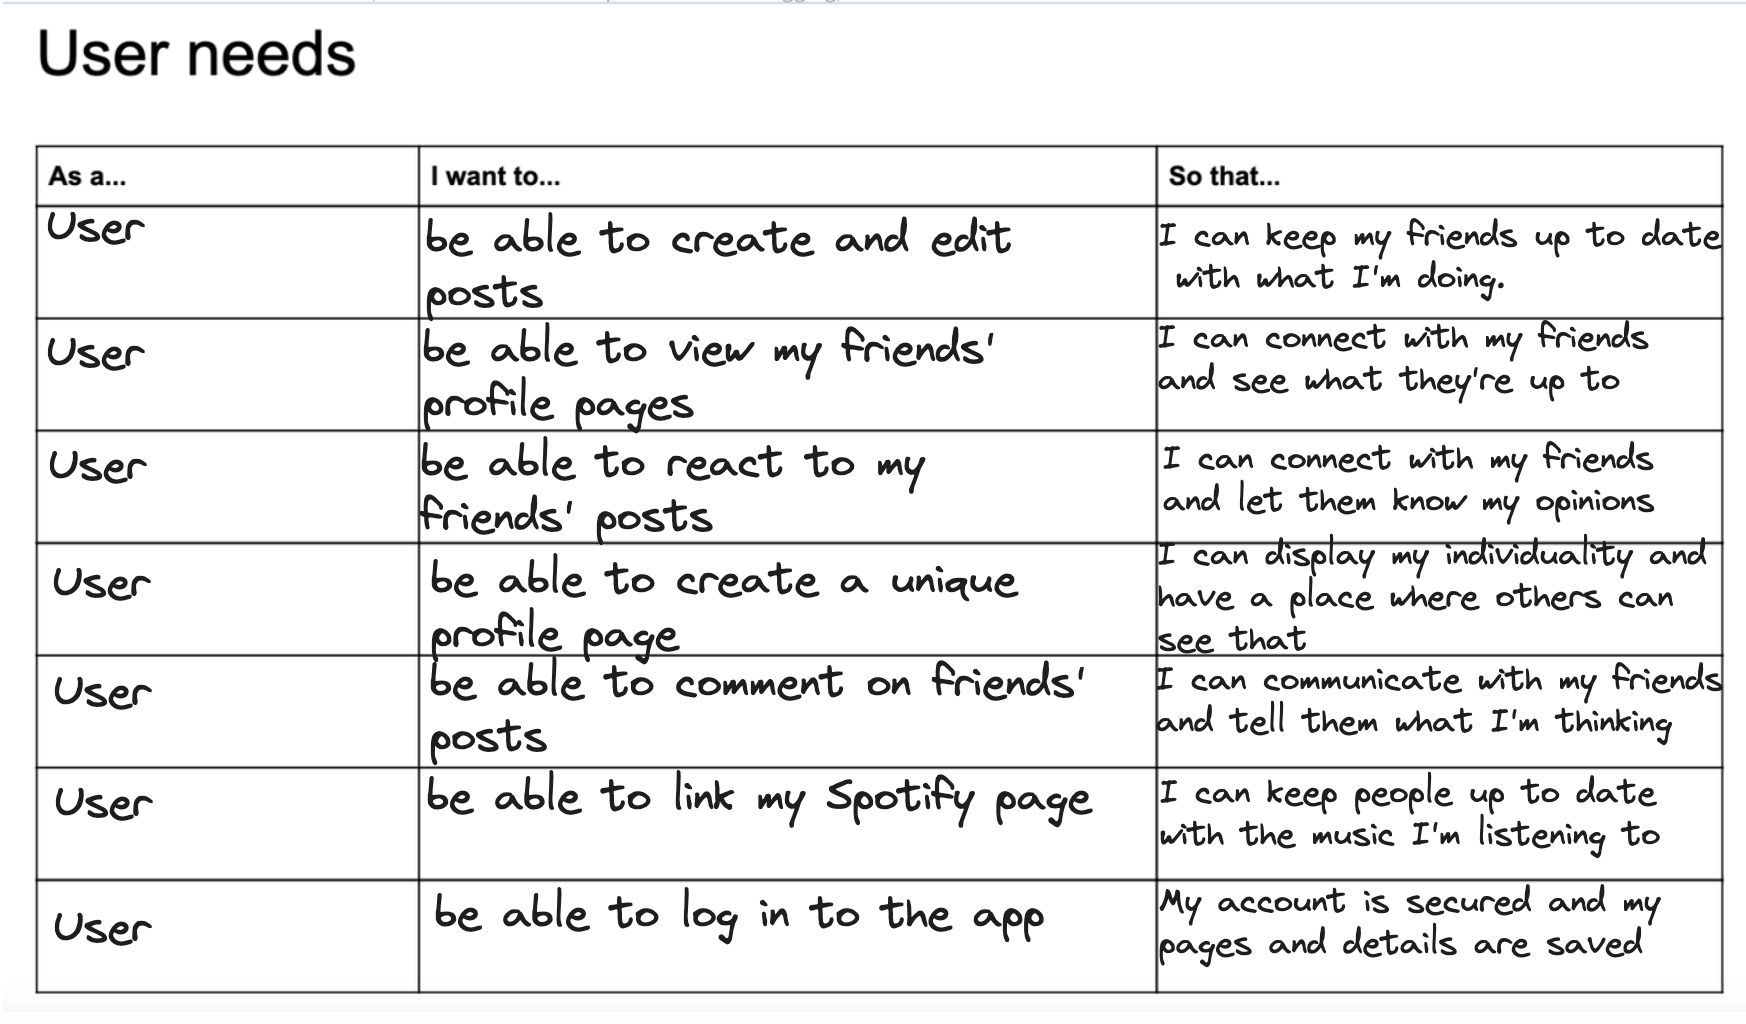 User needs
As a...
I want to...
So that...
User
be able to create and edit
posts
I can keep my friends up to date
with what I'm doing.
User
be able to view my friends'
profile pages
I can connect with my friends
and see what they're up to
User
be able to react to my
friends' posts
I can connect with my friends
and let them know my opinions
User
be able to create a unique
profile page
I can display my individuality and
have a place where others can
see that
User
be able to comment on friends'
posts
I can communicate with my friends
and tell them what I'm thinking
User
be able to link my Spotify page
I can keep people up to date
with the music I'm listening to
User
be able to log in to the app
My account is secured and my
pages and details are saved